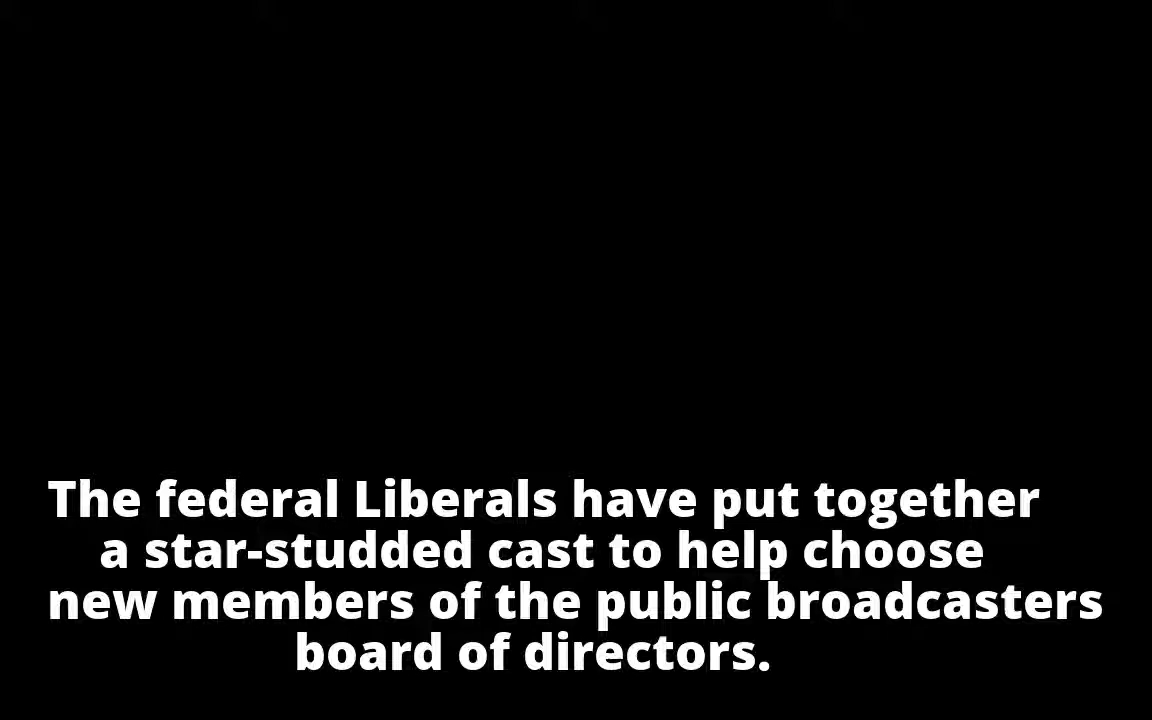 The federal Liberals have put together
a star-studded cast to help choose
new members of the public broadcasters
board of directors.